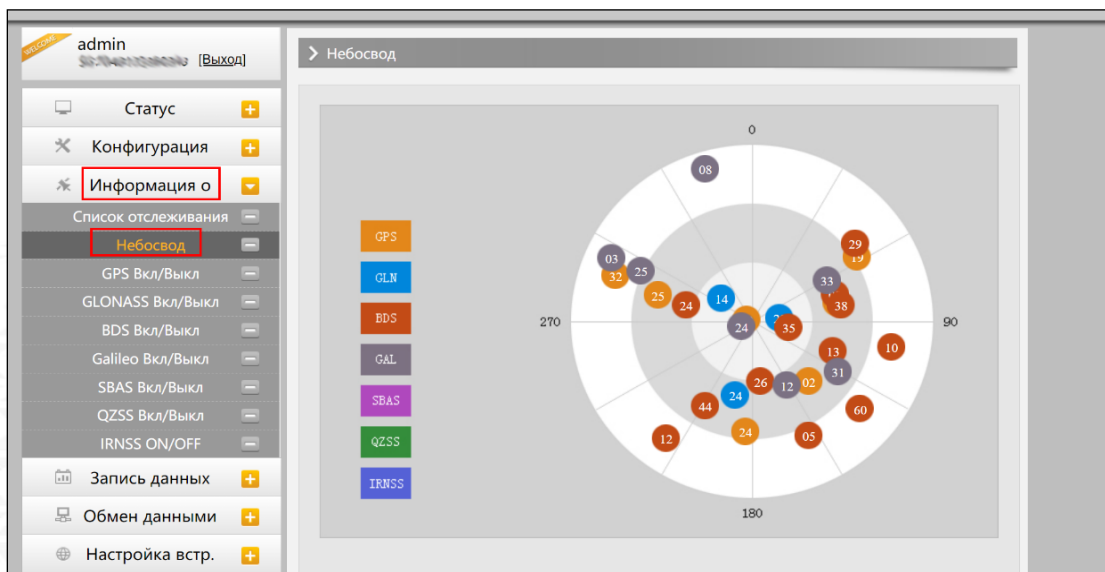 WELCOME
admin
[Выход]
Статус
Конфигурация
Информация о
Список отслеживания
Небосвод
GPS Вкл/Выкл
GLONASS Вкл/Выкл
BDS Вкл/Выкл
Galileo Вкл/Выкл
SBAS Вкл/Выкл
QZSS Вкл/Выкл
IRNSS ON/OFF
Запись данных
Обмен данными
Настройка встр.
Небосвод
GPS
GLN
BDS
GAL
SBAS
QZSS
IRNSS
0
08
29
19
03
32
25
33
25
24
14
38
270
24
35
90
13
10
31
26
12
02
24
44
60
12
24
05
180